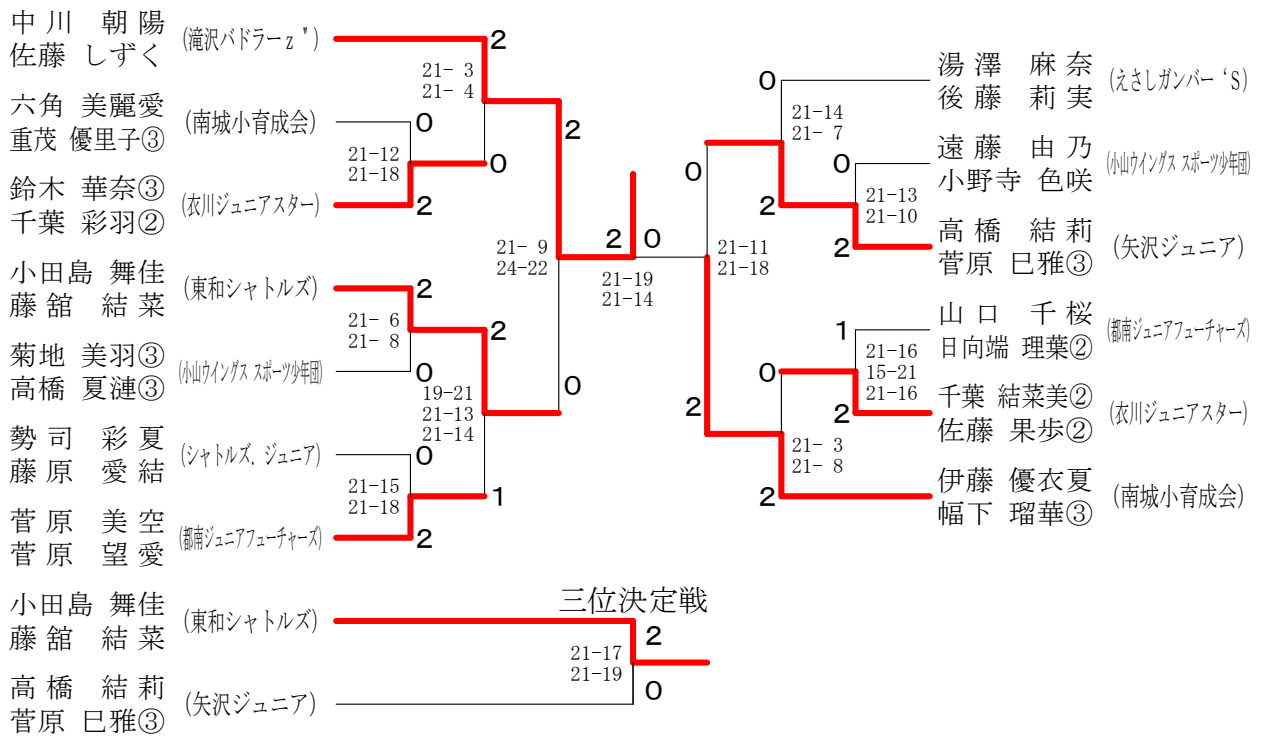 中川 朝陽
佐藤 しずく
(滝沢バドラーz")
六角 美麗愛
重茂 優里子③
(南城小育成会)
鈴木 華奈③
千葉 彩羽②
(衣川ジュニアスター)
小田島 舞佳
藤舘 結菜
(東和シャトルズ)
菊地 美羽③
高橋 夏漣③
(小山ウイングス スポーツ少年団)
勢司 彩夏
藤原 愛結
(シャトルズ.ジュニア)
菅原 美空
菅原 望愛
(都南ジュニアフューチャーズ)
2
21- 3
21- 4
0
0
21-12
21-18
2
2
21- 9
24-22
0
2
21- 6
21- 8
0
2
19-21
21-13
21-14
1
0
21-15
21-18
2
2
0
21-19
21-14
0
21-11
21-18
2
0
21-14
21- 7
2
0
21-13
21-10
2
1
21-16
15-21
21-16
2
0
21- 3
21- 8
2
湯澤 麻奈
後藤 莉実
(えさしガンバー‘S)
遠藤 由乃
小野寺 色咲
(小山ウイングス スポーツ少年団)
高橋 結莉
菅原 巳雅③
(矢沢ジュニア)
山口 千桜
日向端 理葉②
(都南ジュニアフューチャーズ)
千葉 結菜美②
佐藤 果歩②
(衣川ジュニアスター)
伊藤 優衣夏
幅下 瑠華③
(南城小育成会)
三位決定戦
小田島 舞佳
藤舘 結菜
(東和シャトルズ)
2
21-17
21-19
0
高橋 結莉
菅原 巳雅③
(矢沢ジュニア)